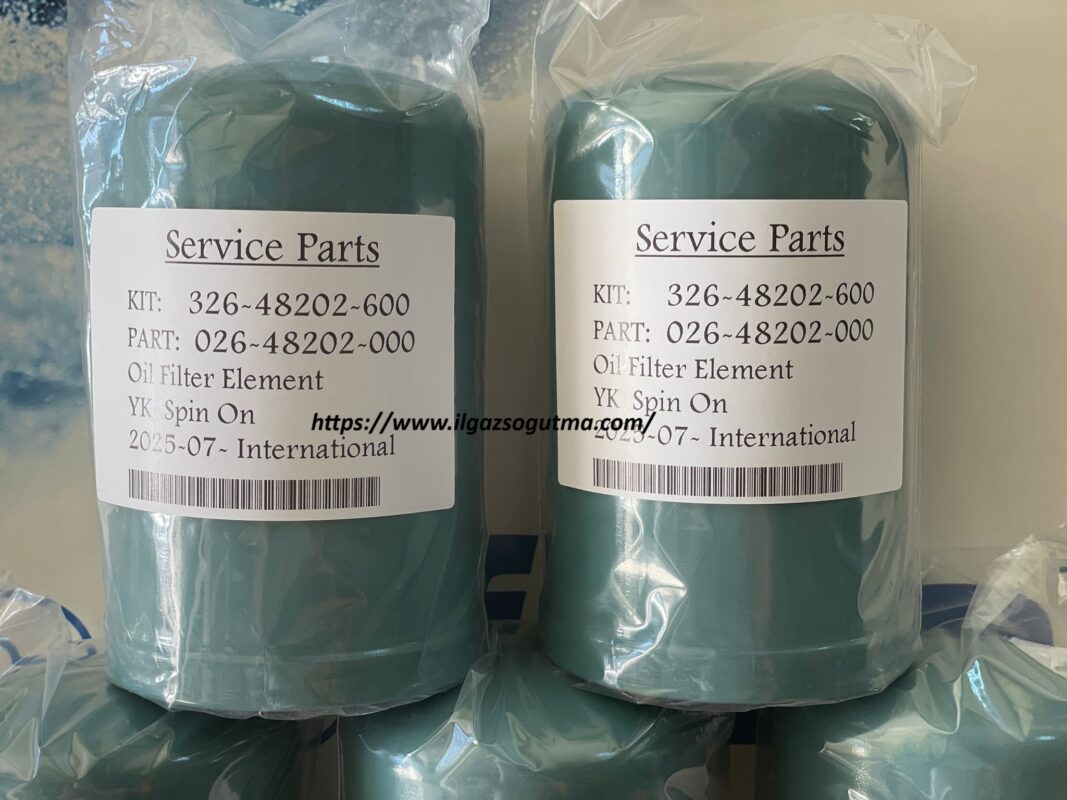 Service Parts
KIT: 326-48202-600
PART: 026-48202-000
Oil Filter Element
YK Spin On
2025-07- International
Service Parts
KIT: 326-48202-600
PART: 026-48202-000
Oil Filter Element
YK Spin On
2025-07- International
https://www.ilgazsogutma.com/